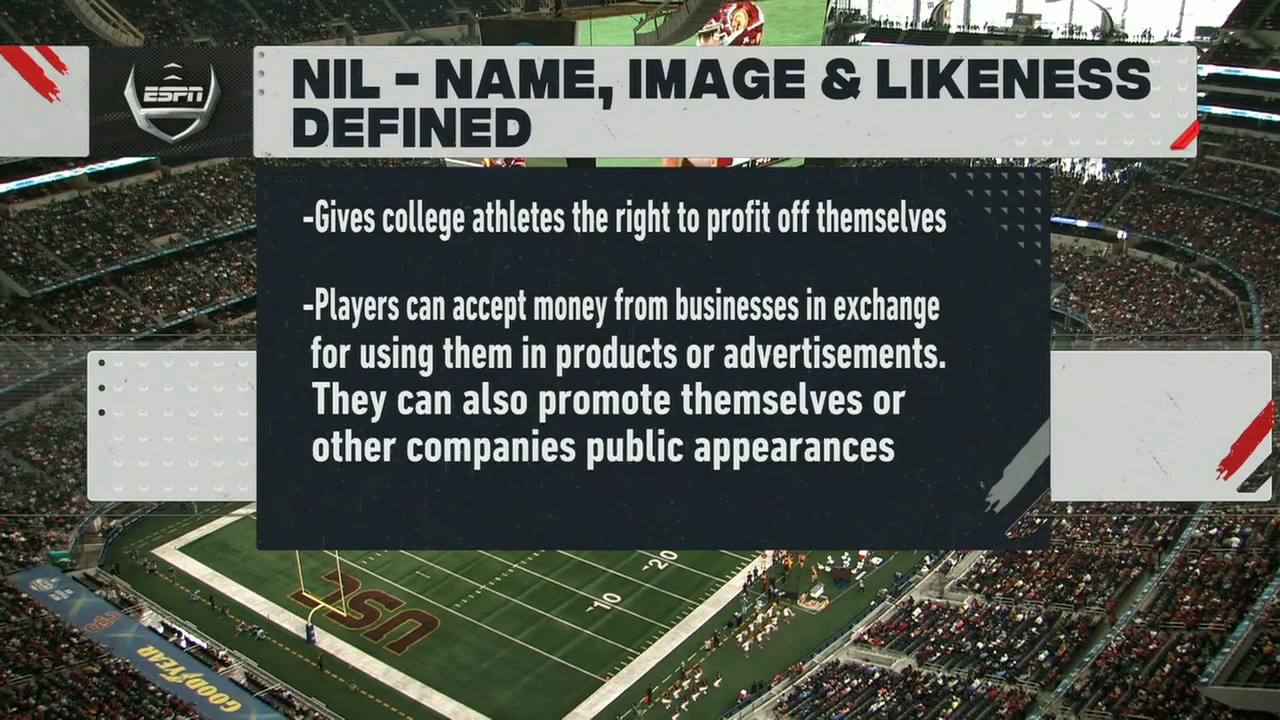 ESPN
NIL - NAME, IMAGE & LIKENESS
DEFINED
-Gives college athletes the right to profit off themselves
-Players can accept money from businesses in exchange
for using them in products or advertisements.
They can also promote themselves or
other companies public appearances
20
10
USC
GOODYEAR